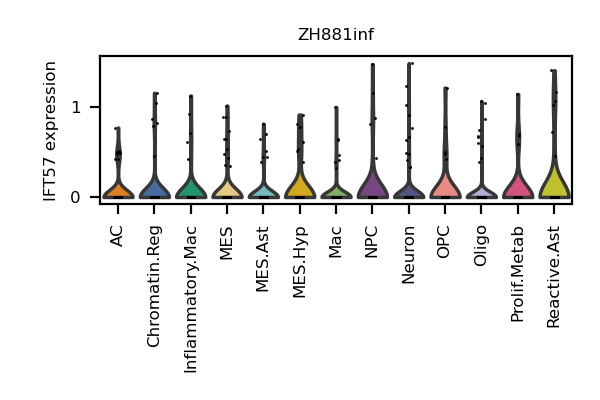 ZH881inf
IFT57 expression
1
0
AC
Chromatin.Reg
Inflammatory.Mac
MES
MES.Ast
MES.Hyp
Mac
NPC
Neuron
OPC
Oligo
Prolif.Metab
Reactive.Ast